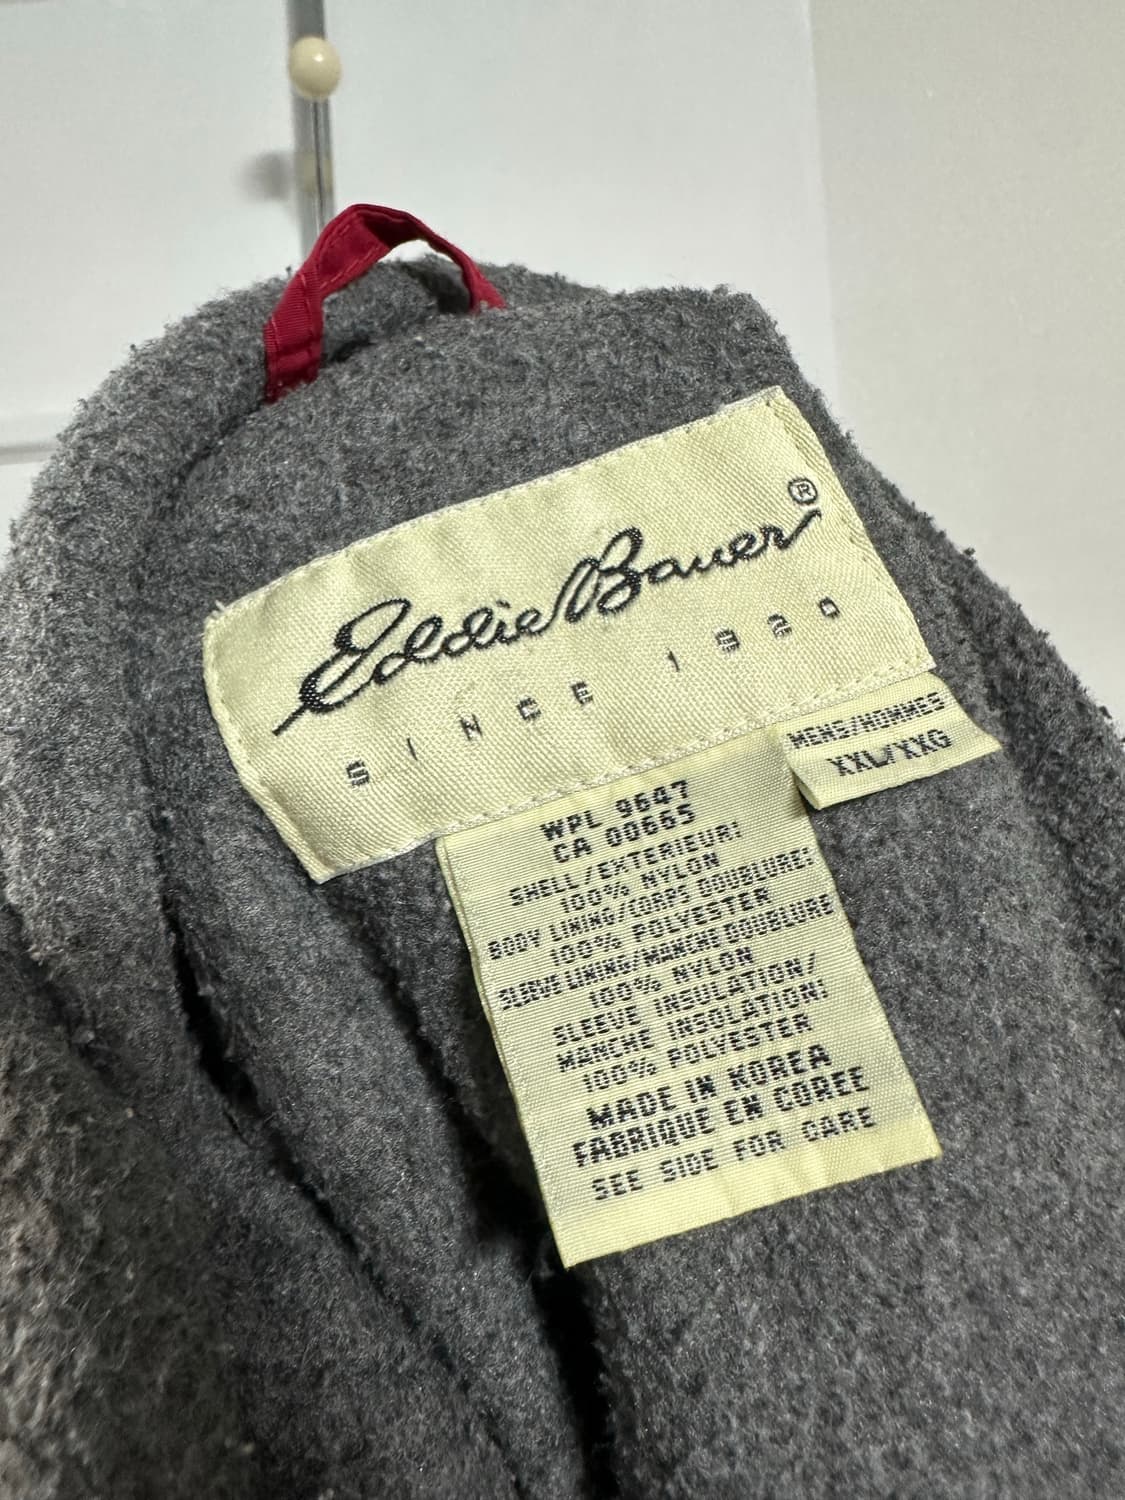 Eddie Bauer®
SINCE 1920
MENS/HOMMES
XXL/XXG
WPL 9647
CA 00665
SHELL/EXTERIEUR:
100% NYLON
BODY LINING/CORPS DOUBLURE:
100% POLYESTER
SLEEVE LINING/MANCHE DOUBLURE
100% NYLON
SLEEVE INSULATION/
MANCHE INSOLATION:
100% POLYESTER
MADE IN KOREA
FABRIQUE EN COREE
SEE SIDE FOR CARE